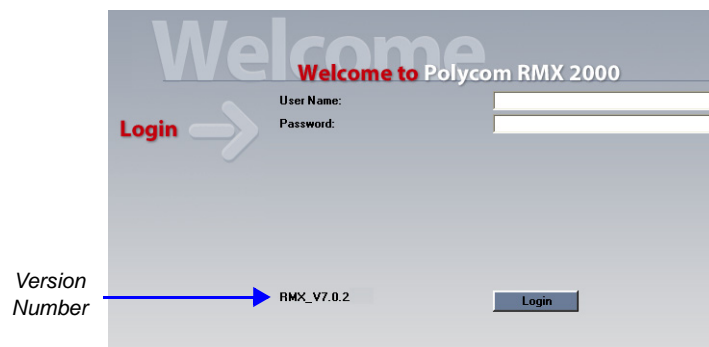 Welcome
Welcome to Polycom RMX 2000
User Name:
Password:
Login
Version
Number
RMX_V7.0.2
Login